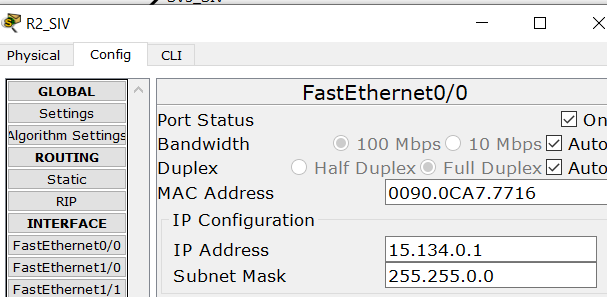 SV3_SIV
R2_SIV
Physical Config CLI
GLOBAL
Settings
Algorithm Settings
ROUTING
Static
RIP
INTERFACE
FastEthernet0/0
FastEthernet1/0
FastEthernet1/1
FastEthernet0/0
Port Status On
Bandwidth 100 Mbps 10 Mbps Auto
Duplex Half Duplex Full Duplex Auto
MAC Address 0090.0CA7.7716
IP Configuration
IP Address 15.134.0.1
Subnet Mask 255.255.0.0